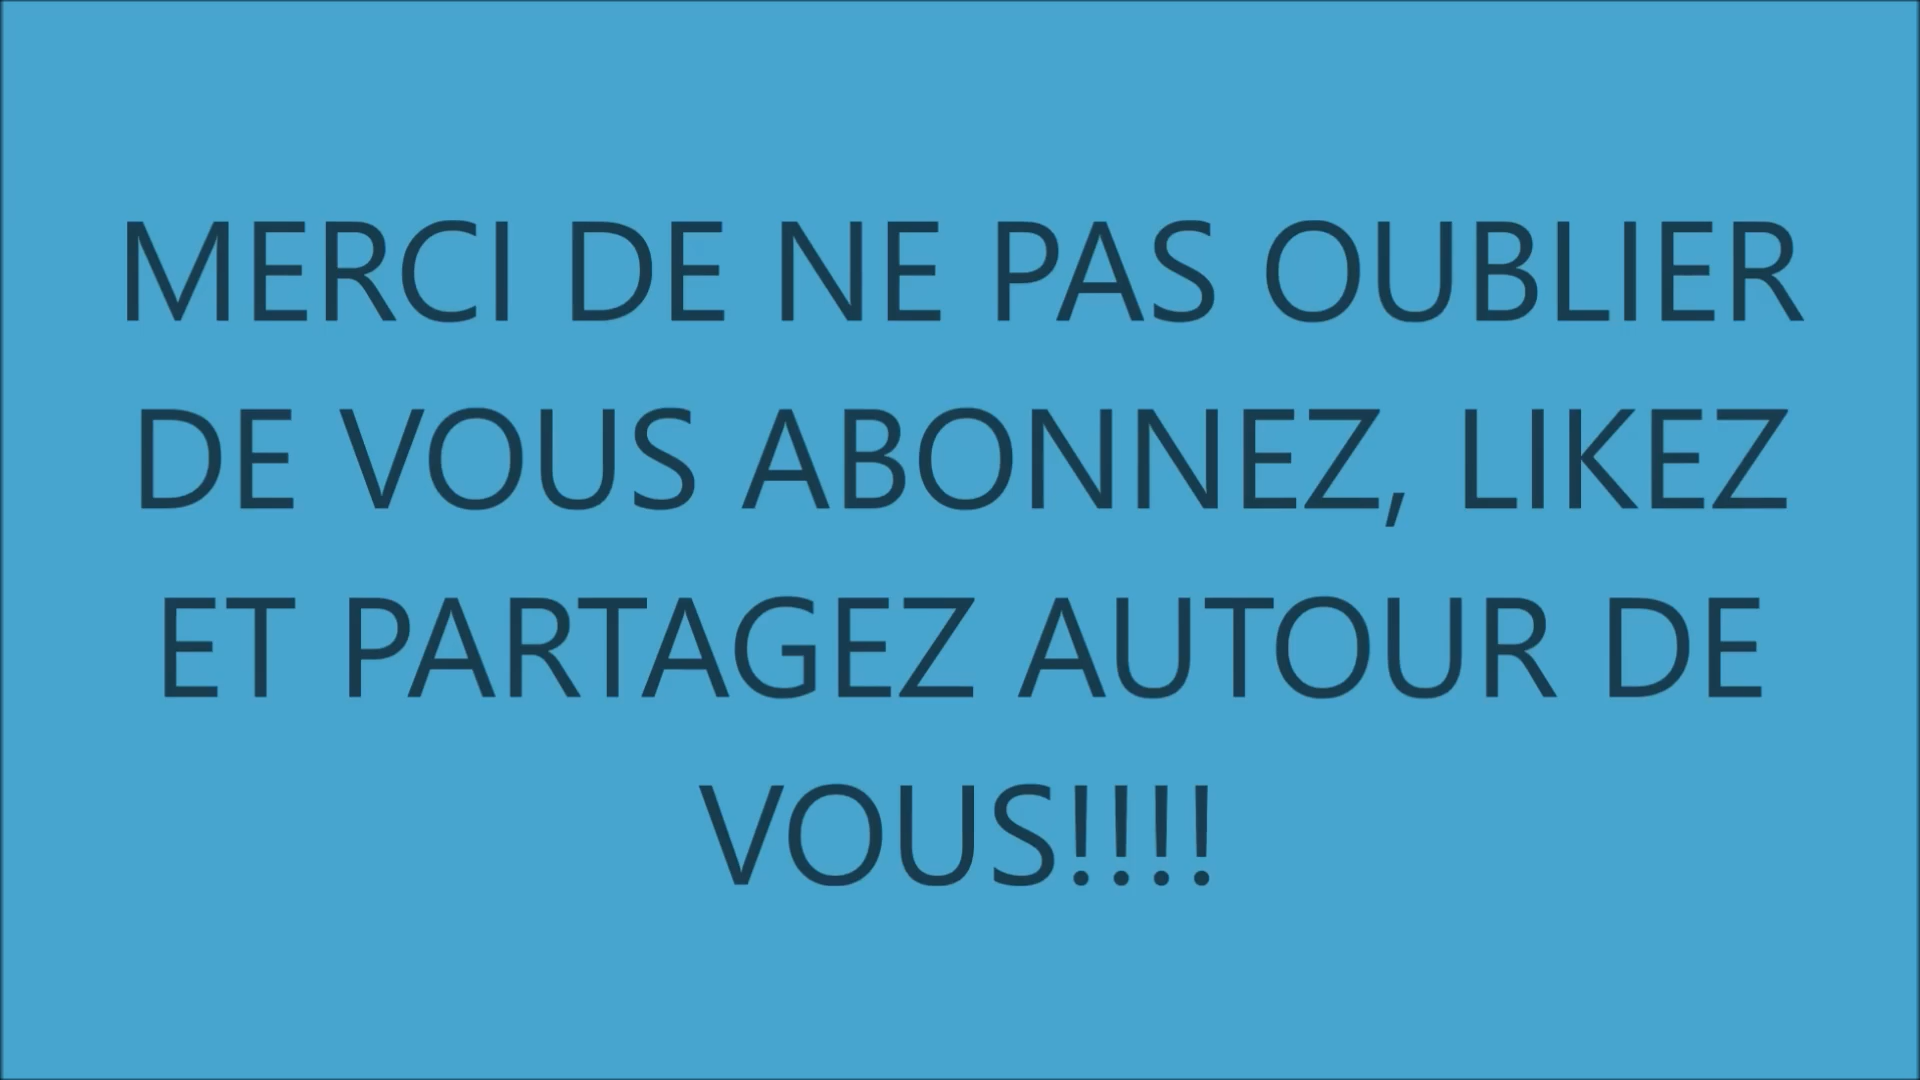 MERCI DE NE PAS OUBLIER
DE VOUS ABONNEZ, LIKEZ
ET PARTAGEZ AUTOUR DE
VOUS!!!!